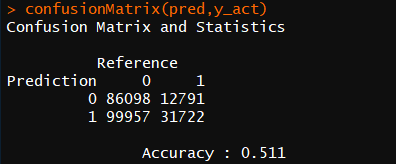 > confusionMatrix(pred,y_act)
Confusion Matrix and Statistics
Reference
Prediction 0 1
0 86098 12791
1 99957 31722
Accuracy : 0.511